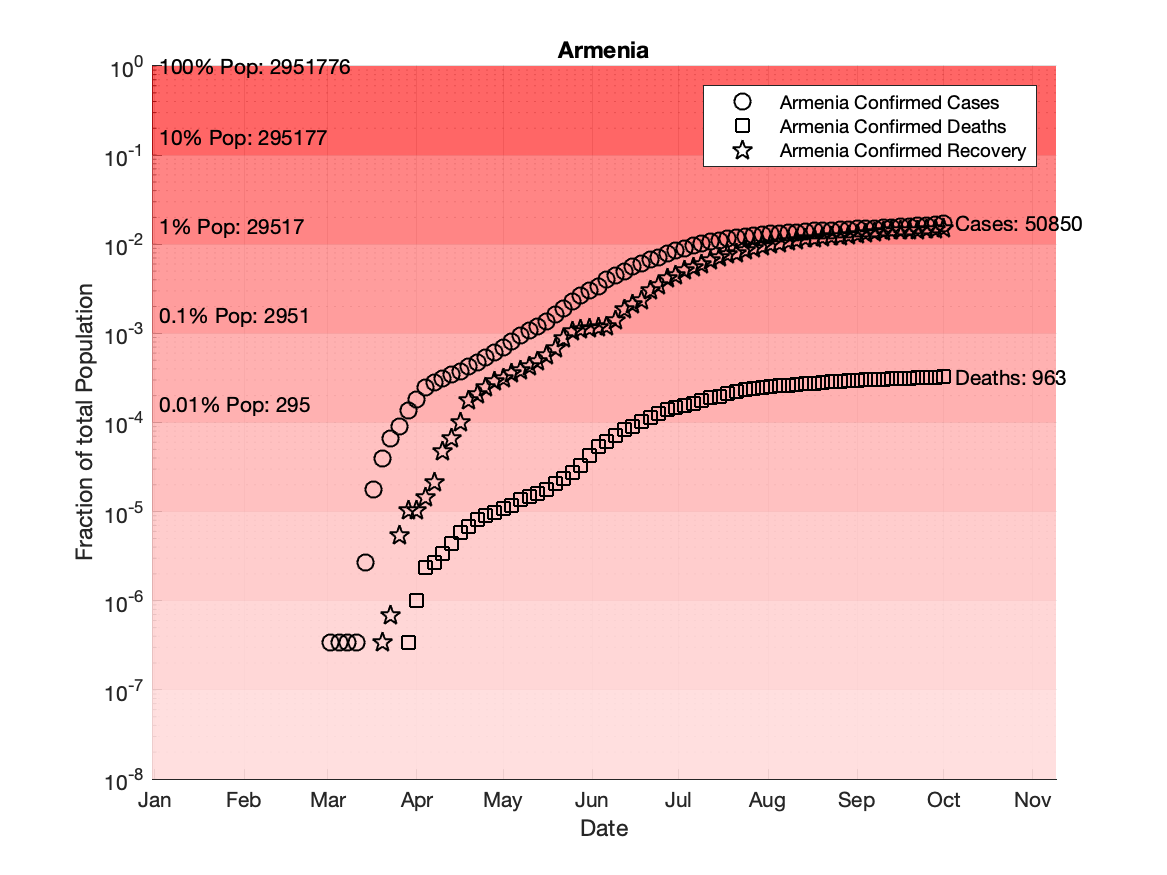 Armenia
10^0
100% Pop: 2951776
Armenia Confirmed Cases
Armenia Confirmed Deaths
Armenia Confirmed Recovery
10% Pop: 295177
10^-1
1% Pop: 29517
Cases: 50850
10^-2
0.1% Pop: 2951
10^-3
Deaths: 963
0.01% Pop: 295
10^-4
Fraction of total Population
10^-5
10^-6
10^-7
10^-8
Jan Feb Mar Apr May Jun Jul Aug Sep Oct Nov
Date